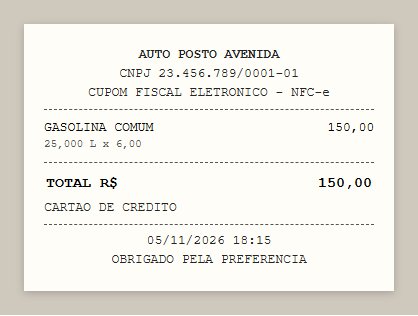 AUTO POSTO AVENIDA
CNPJ 23.456.789/0001-01
CUPOM FISCAL ELETRONICO - NFC-e
GASOLINA COMUM 150,00
25,000 L x 6,00
TOTAL R$ 150,00
CARTAO DE CREDITO
05/11/2026 18:15
OBRIGADO PELA PREFERENCIA